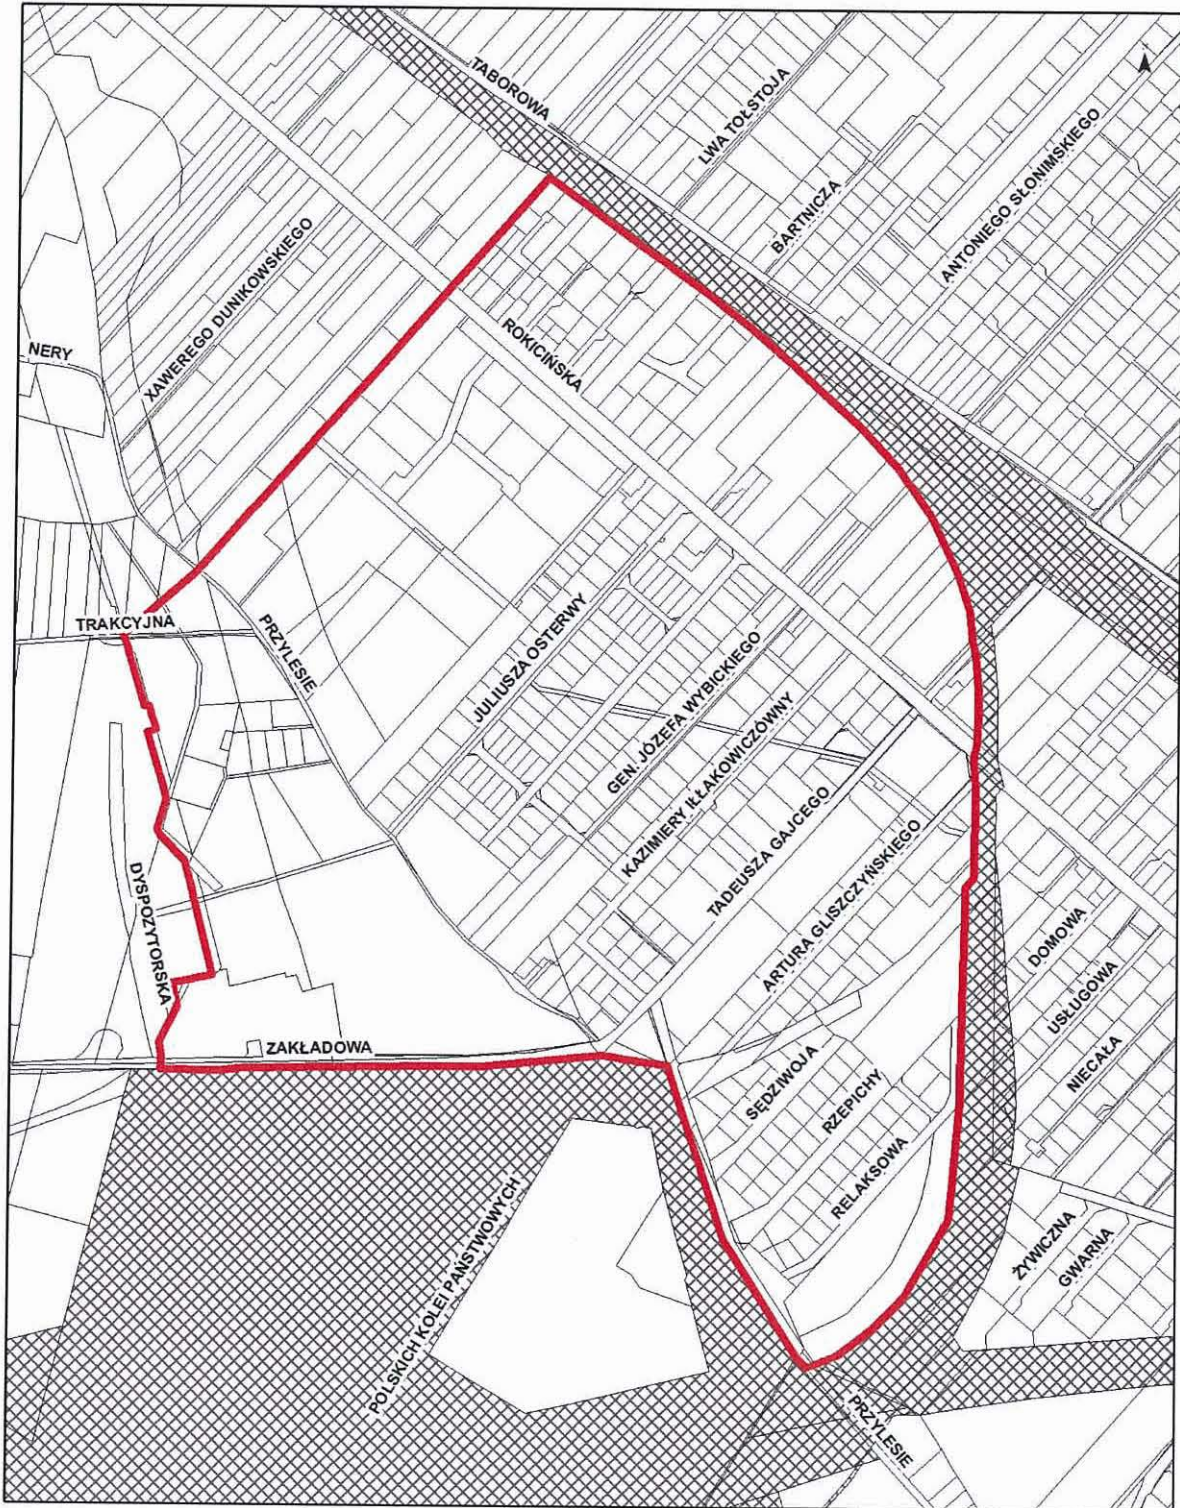 TABOROWA
LWA TOŁSTOJA
BARTNICZA
ANTONIEGO SŁONIMSKIEGO
XAWEREGO DUNIKOWSKIEGO
NERY
ROKICIŃSKA
TRAKCYJNA
PRZYLESIE
JULIUSZA OSTERWY
GEN. JÓZEFA WYBICKIEGO
KAZIMIERY IŁŁAKOWICZÓWNY
TADEUSZA GAJCEGO
ARTURA GLISZCZYŃSKIEGO
DYSPOZYTORSKA
DOMOWA
USŁUGOWA
NIECAŁA
ZAKŁADOWA
SĘDZIWOJA
RZEPICHY
RELAKSOWA
POLSKICH KOLEI PAŃSTWOWYCH
ŻYWICZNA
GWARNA
PRZYLESIE